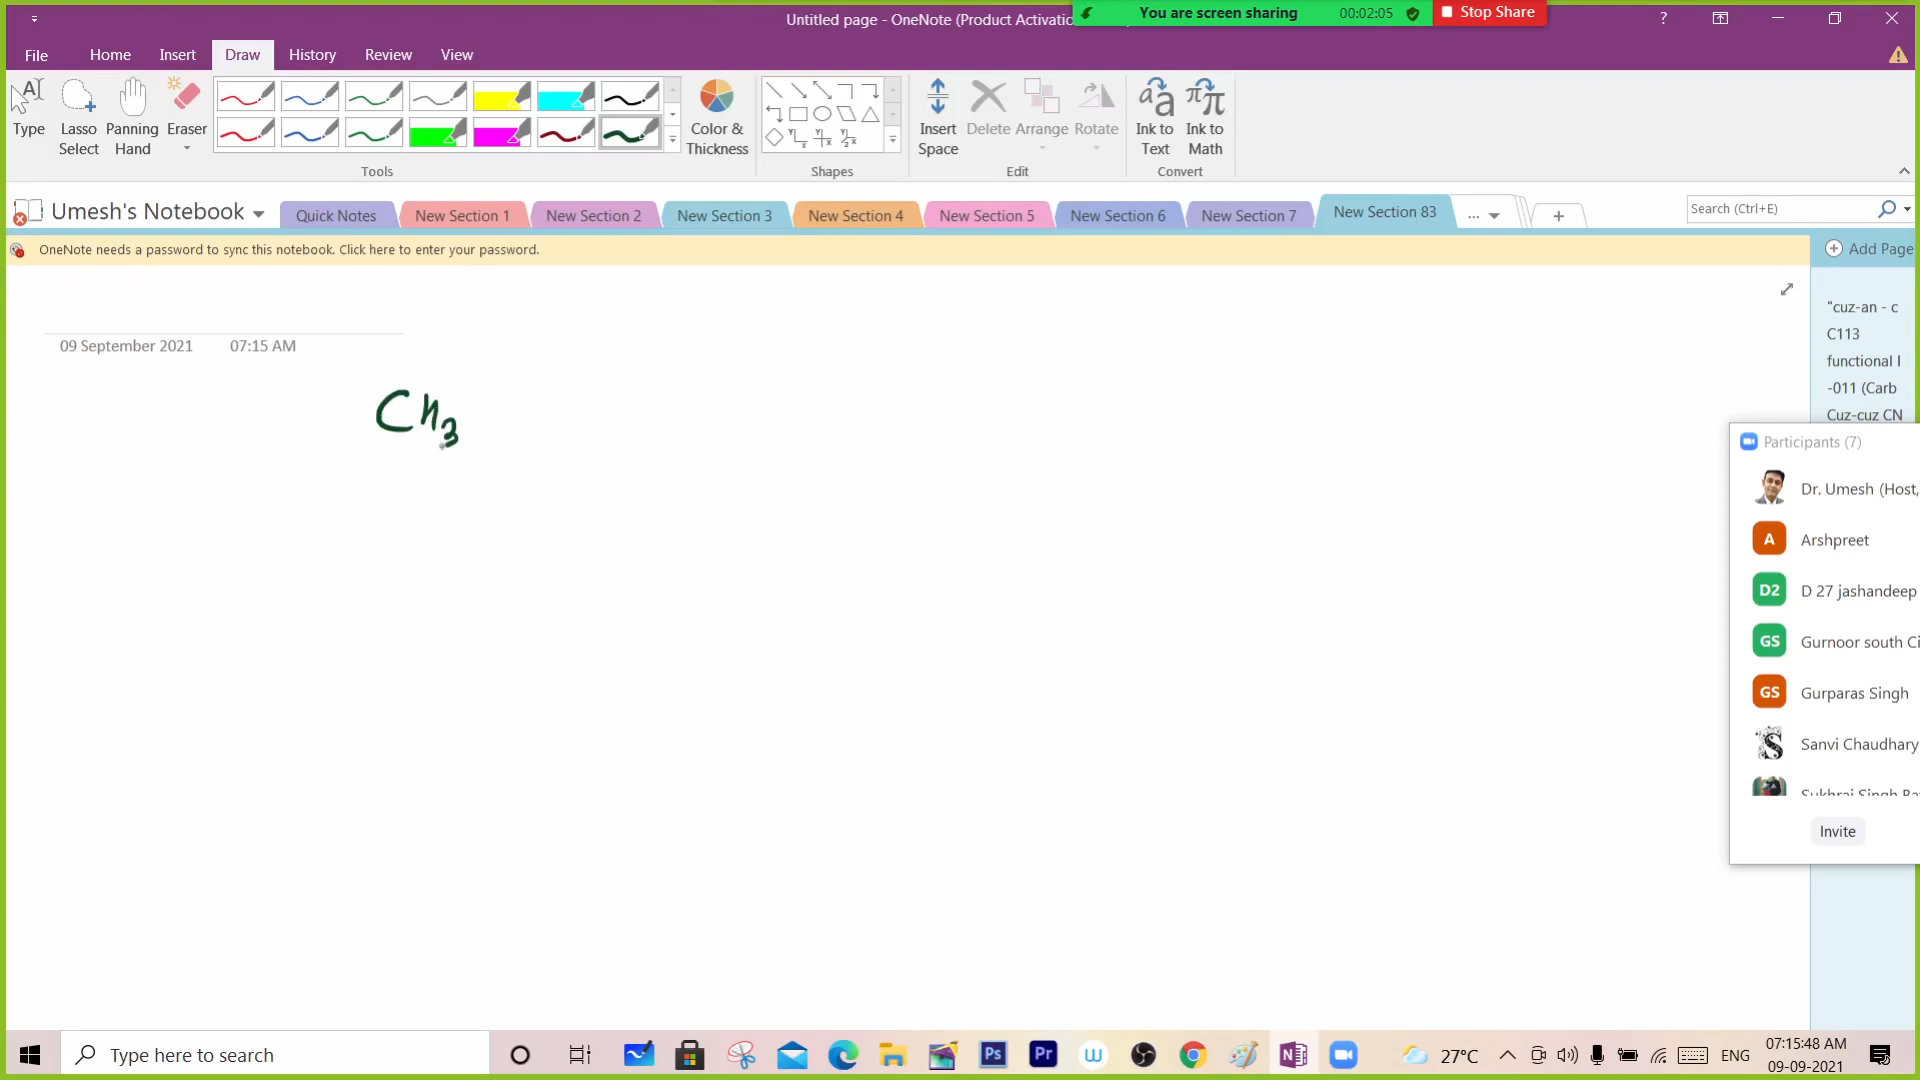 Untitled page - OneNote (Product Activatio
You are screen sharing 00:02:05 Stop Share
?
File Home Insert Draw History Review View
Type
Lasso Select
Panning Hand
Eraser
Color & Thickness
Insert Space
Delete
Arrange
Rotate
Ink to Text
Ink to Math
Tools Shapes Edit Convert
Umesh's Notebook Quick Notes New Section 1 New Section 2 New Section 3 New Section 4 New Section 5 New Section 6 New Section 7 New Section 83 ... + Search (Ctrl+E)
OneNote needs a password to sync this notebook. Click here to enter your password.
Add Page
09 September 2021 07:15 AM
CH3
"cuz-an - c
C113
functional I
-011 (Carb
Cuz-cuz CN
Participants (7)
Dr. Umesh (Host,
A Arshpreet
D2 D 27 jashandeep
GS Gurnoor south Ci
GS Gurparas Singh
S Sanvi Chaudhary
Invite
Type here to search
Ps Pr W N
27°C ENG
07:15:48 AM
09-09-2021